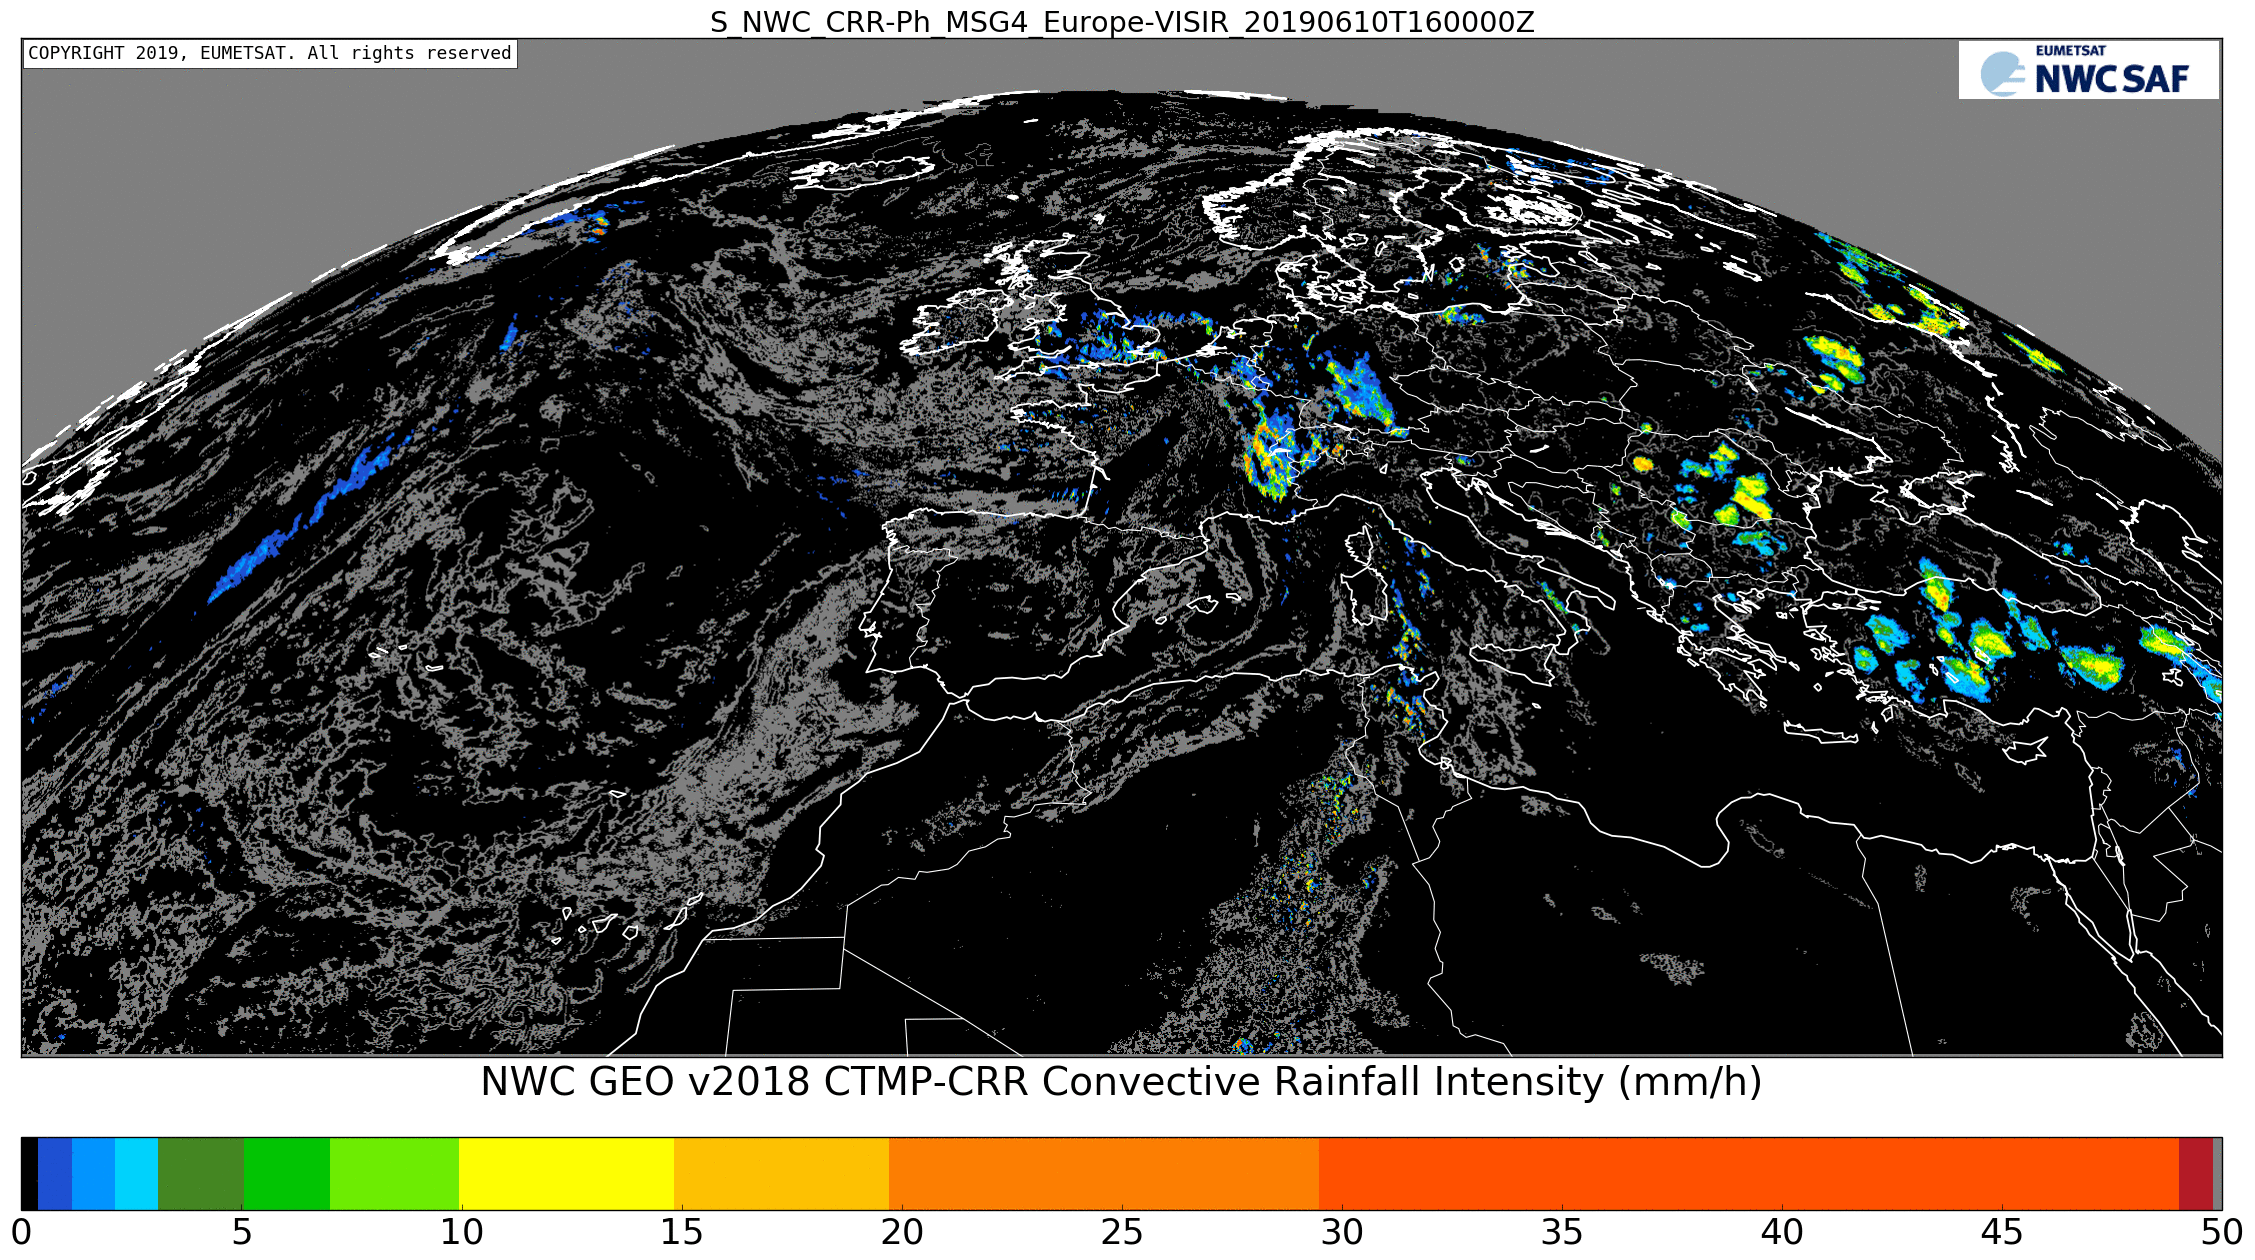 S_NWC_CRR-Ph_MSG4_Europe-VISIR_20190610T160000Z
COPYRIGHT 2019, EUMETSAT. All rights reserved
EUMETSAT
NWC SAF
NWC GEO v2018 CTMP-CRR Convective Rainfall Intensity (mm/h)
0 5 10 15 20 25 30 35 40 45 50